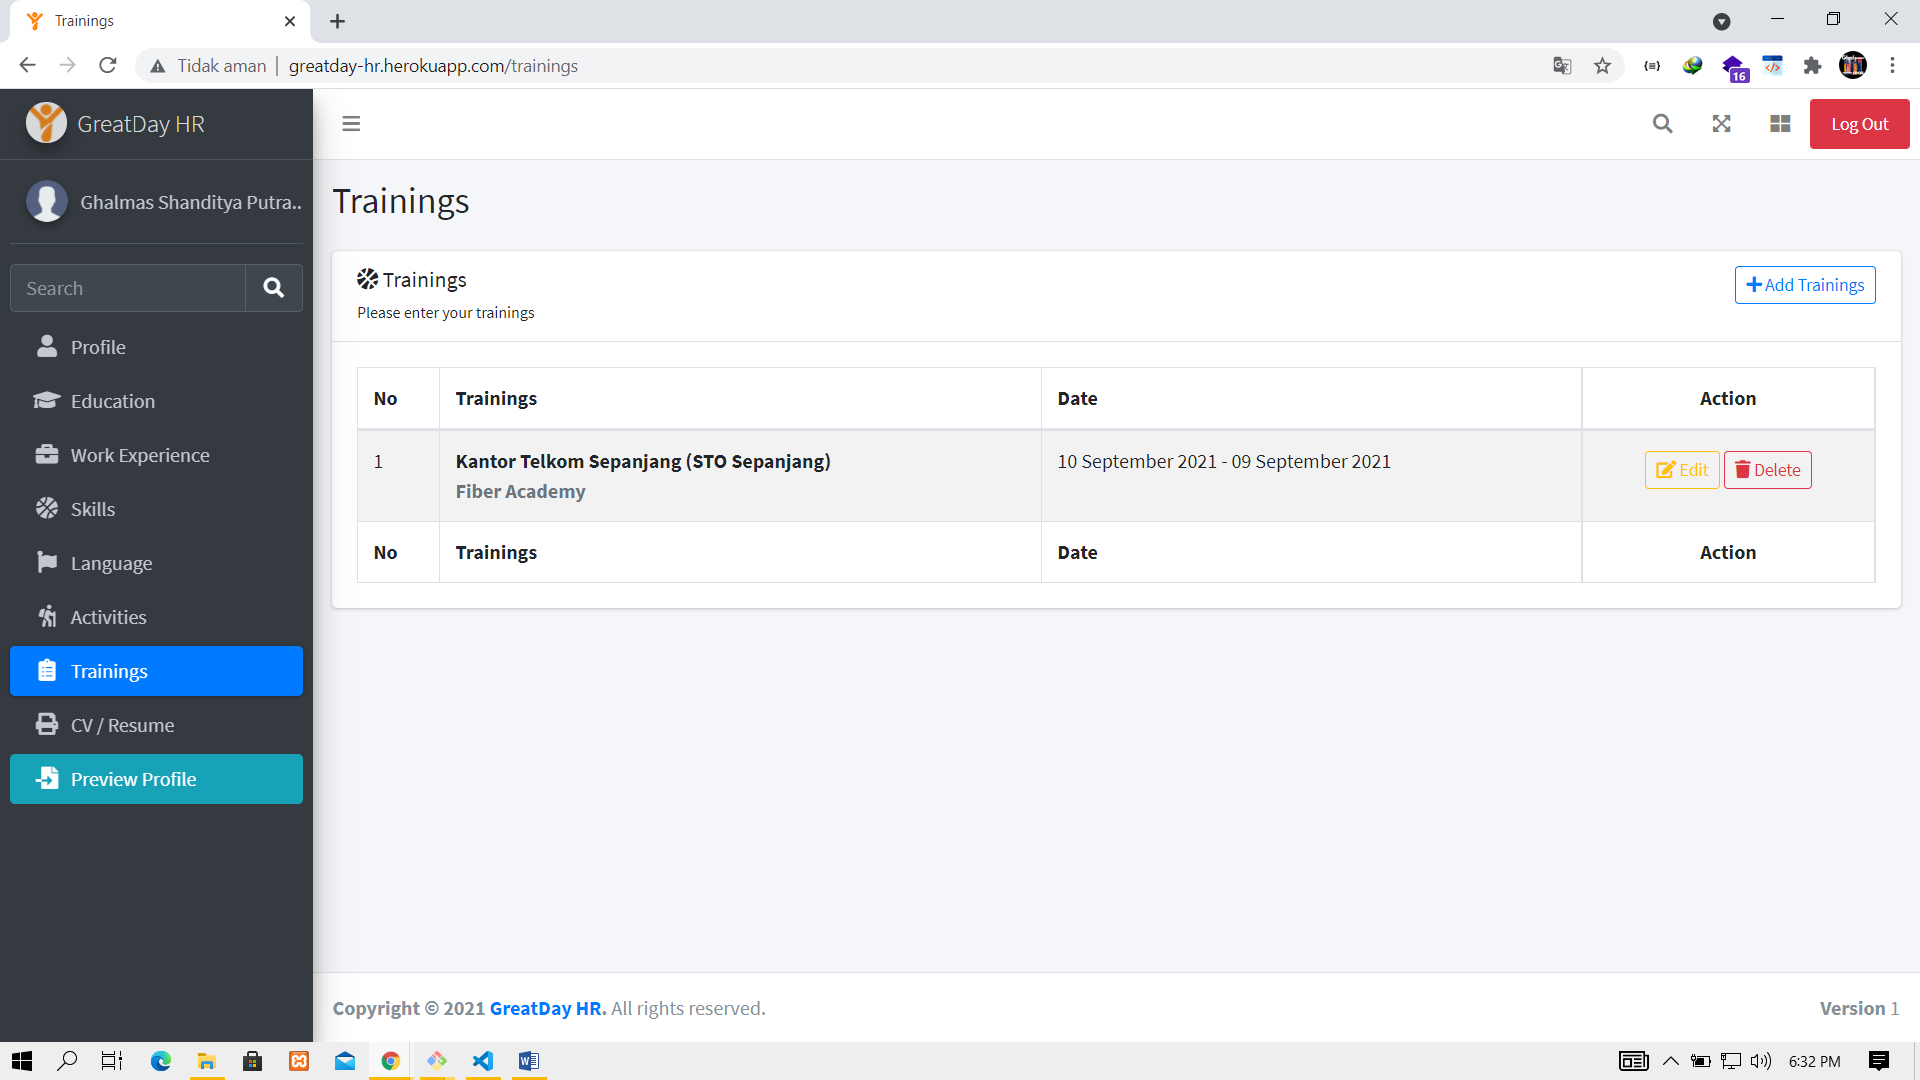 Trainings
Tidak aman
greatday-hr.herokuapp.com/trainings
16
GreatDay HR
Log Out
Ghalmas Shanditya Putra..
Search
Profile
Education
Work Experience
Skills
Language
Activities
Trainings
CV / Resume
Preview Profile
Trainings
Trainings
Please enter your trainings
Add Trainings
No Trainings Date Action
1 Kantor Telkom Sepanjang (STO Sepanjang) 10 September 2021 - 09 September 2021 Edit Delete
Fiber Academy
No Trainings Date Action
Copyright © 2021 GreatDay HR. All rights reserved.
Version 1
6:32 PM